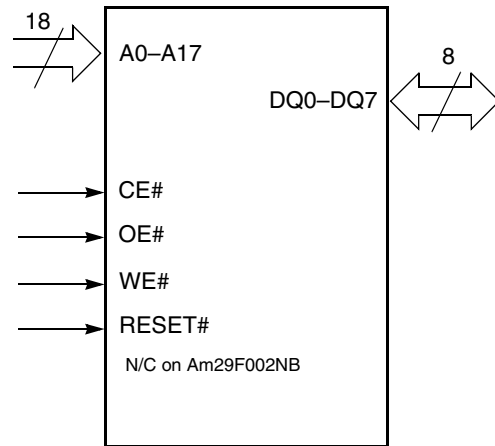 18
A0–A17
8
DQ0–DQ7
CE#
OE#
WE#
RESET#
N/C on Am29F002NB